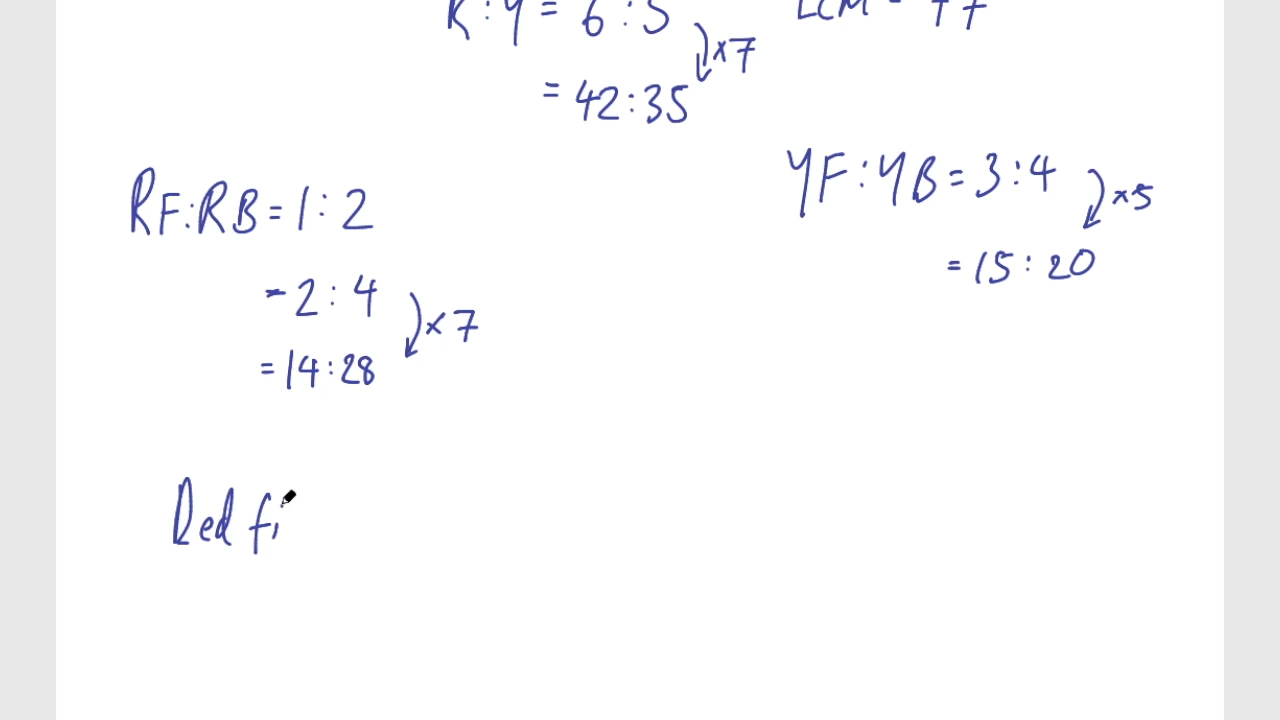 R:Y = 6:5
×7
= 42:35
RF:RB = 1:2
YF:YB = 3:4
×5
= 15:20
- 2:4
×7
= 14:28
Red fi